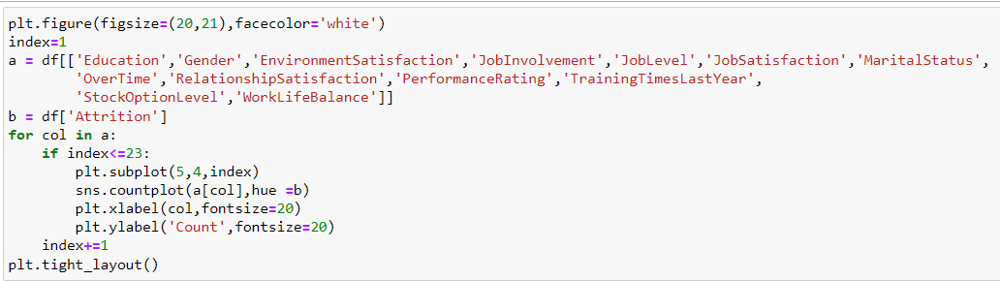 plt.figure(figsize=(20,21),facecolor='white')
index=1
a = df[['Education','Gender','EnvironmentSatisfaction','JobInvolvement','JobLevel','JobSatisfaction','MaritalStatus',
        'OverTime','RelationshipSatisfaction','PerformanceRating','TrainingTimesLastYear',
        'StockOptionLevel','WorkLifeBalance']]
b = df['Attrition']
for col in a:
    if index<=23:
        plt.subplot(5,4,index)
        sns.countplot(a[col],hue =b)
        plt.xlabel(col,fontsize=20)
        plt.ylabel('Count',fontsize=20)
    index+=1
plt.tight_layout()